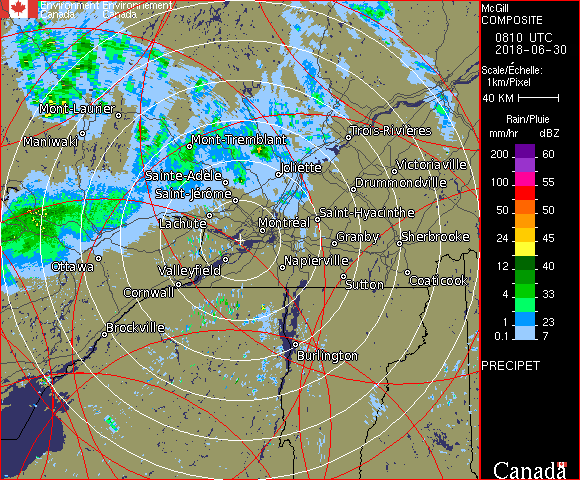 Environment Environnement
Canada Canada
Mont-Laurier
Maniwaki
Mont-Tremblant
Trois-Rivières
Joliette
Victoriaville
Sainte-Adèle
Drummondville
Saint-Jérôme
Lachute
Saint-Hyacinthe
Montréal
Granby
Sherbrooke
Ottawa
Valleyfield
Napierville
Cornwall
Sutton
Coaticook
Brockville
Burlington
McGill
COMPOSITE
0810 UTC
2018-06-30
Scale/Échelle:
1km/Pixel
40 KM
Rain/Pluie
mm/hr dBZ
200 60
100 55
50 50
24 45
12 40
8 33
4 30
1 23
0.1 7
PRECIPET
Canada